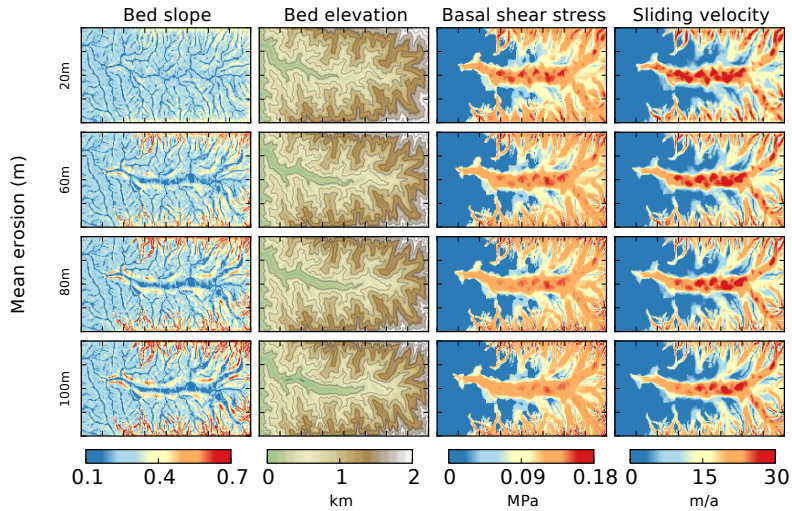 Bed slope Bed elevation Basal shear stress Sliding velocity
Mean erosion (m)
20m
60m
80m
100m
0.1 0.4 0.7 0 1 2 0 0.09 0.18 0 15 30
km MPa m/a